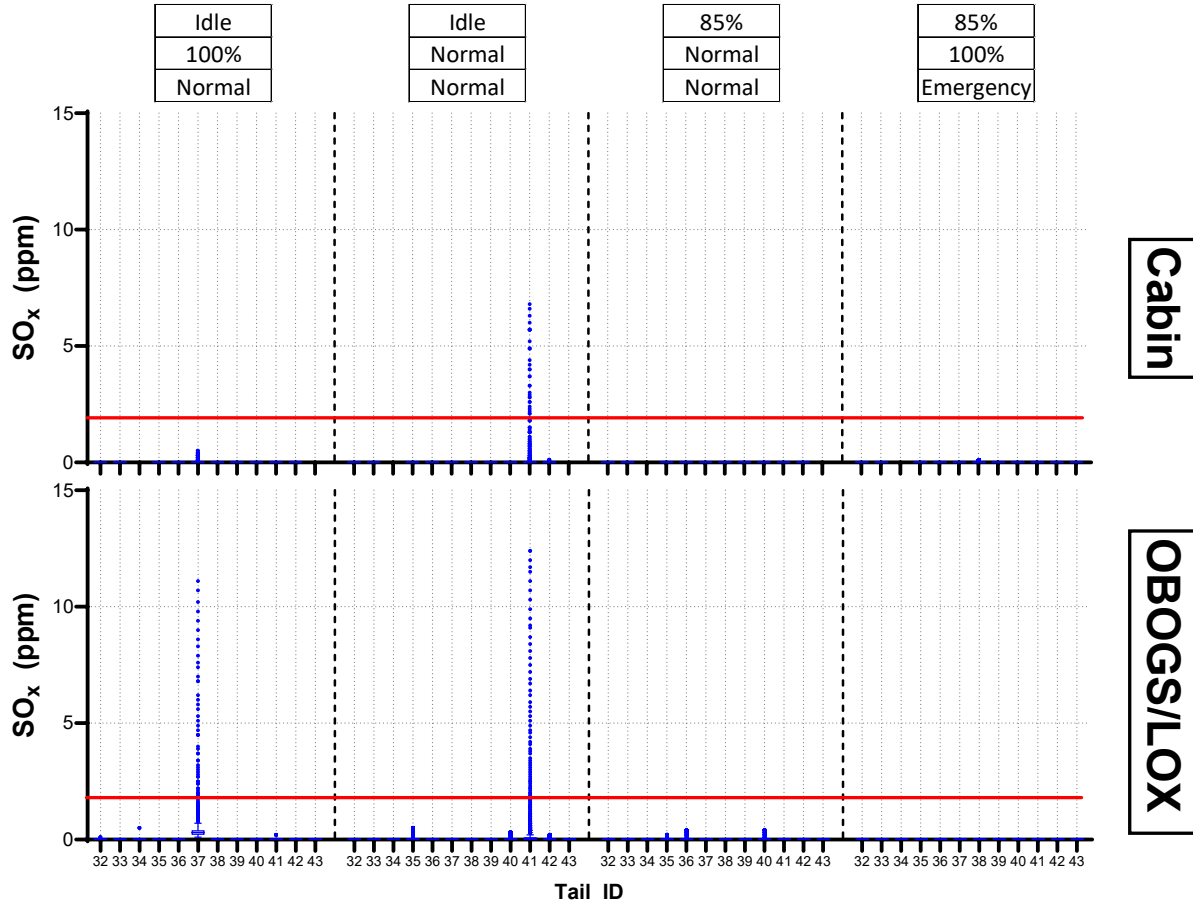 Idle Idle 85% 85%
100% Normal Normal 100%
Normal Normal Normal Emergency
15
10
5
0
SOx (ppm)
Cabin
15
10
5
0
SOx (ppm)
OBOGS/LOX
32 33 34 35 36 37 38 39 40 41 42 43 32 33 34 35 36 37 38 39 40 41 42 43 32 33 34 35 36 37 38 39 40 41 42 43 32 33 34 35 36 37 38 39 40 41 42 43
Tail ID